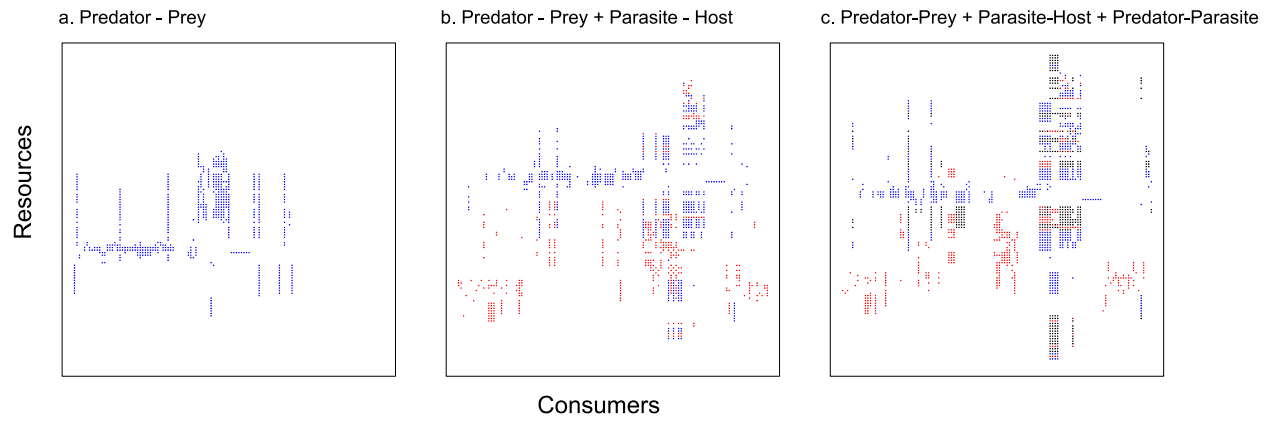 a. Predator - Prey
b. Predator - Prey + Parasite - Host
c. Predator-Prey + Parasite-Host + Predator-Parasite
Resources
Consumers